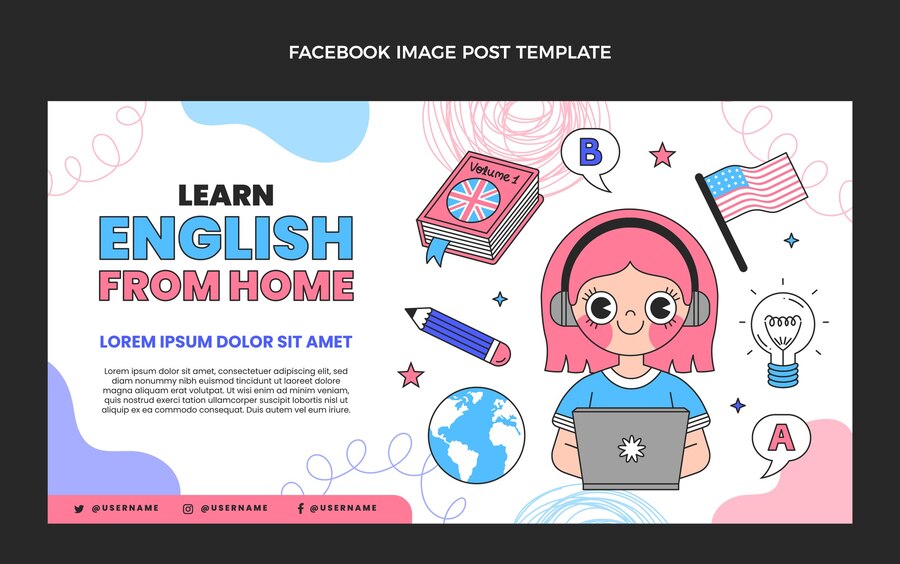 FACEBOOK IMAGE POST TEMPLATE
LEARN
ENGLISH
FROM HOME
LOREM IPSUM DOLOR SIT AMET
Lorem ipsum dolor sit amet, consectetuer adipiscing elit, sed
diam nonummy nibh euismod tincidunt ut laoreet dolore
magna aliquam erat volutpat. Ut wisi enim ad minim veniam,
quis nostrud exerci tation ullamcorper suscipit lobortis nisl ut
aliquip ex ea commodo consequat. Duis autem vel eum iriure.
@USERNAME
@USERNAME
@USERNAME
Volume 1
B
A